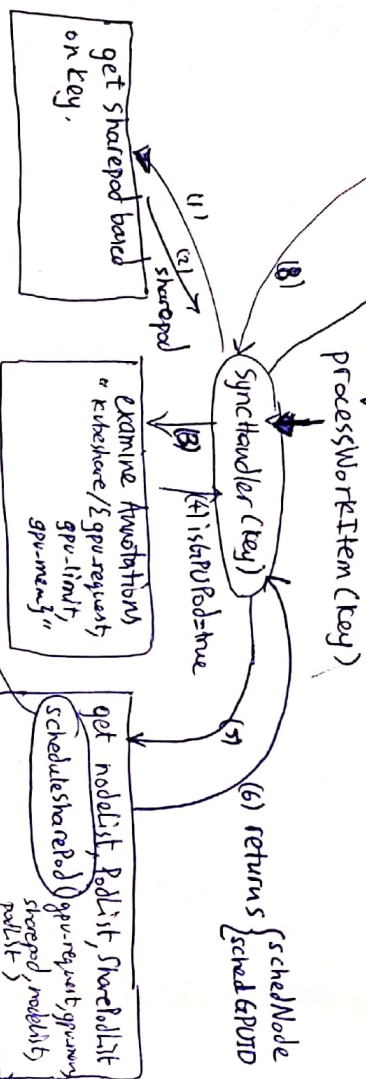 processWorkItem(key)
syncHandler(key)
(1)
(2)
sharepod
get sharepod based
on key.
(3)
(4) isGPUPod=true
examine Annotations
"kubeshare/{gpu-request,
gpu-limit,
gpu-mem}"
(5)
(6) returns { schedNode
{ schedGPUID
get nodeList, PodList, SharePodList
scheduleSharePod(gpu-request, gpu-mem,
sharepod, nodeList,
podList)
(8)